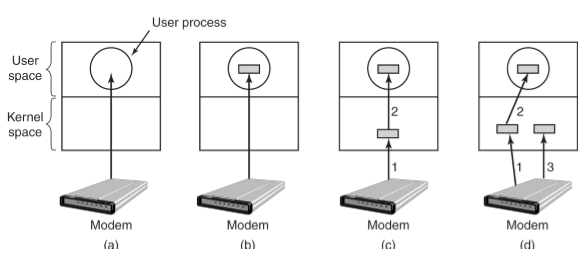 User process
User
space
Kernel
space
2
2
1
1
3
Modem
Modem
Modem
Modem
(a)
(b)
(c)
(d)